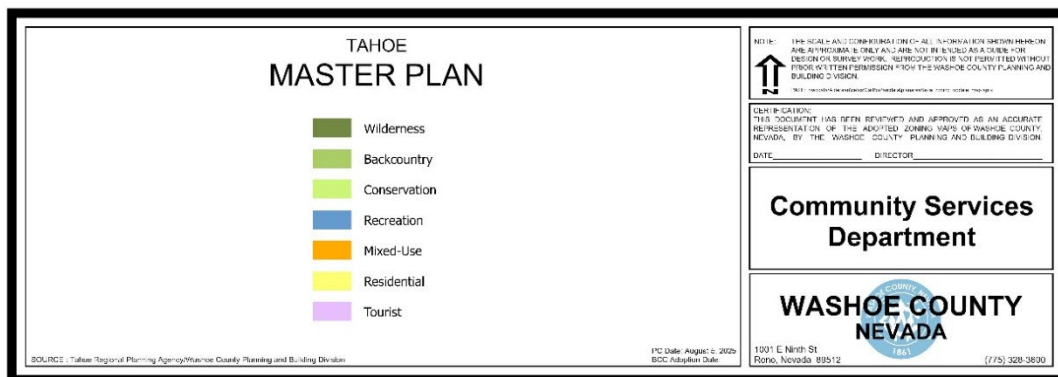 TAHOE
MASTER PLAN
Wilderness
Backcountry
Conservation
Recreation
Mixed-Use
Residential
Tourist
SOURCE : Tahoe Regional Planning Agency/Washoe County Planning and Building Division
PC Date: August 5, 2025
BCC Adoption Date:
NOTE: THE SCALE AND CONFIGURATION OF ALL INFORMATION SHOWN HEREON
ARE APPROXIMATE ONLY AND ARE NOT INTENDED AS A GUIDE FOR
DESIGN OR SURVEY WORK. REPRODUCTION IS NOT PERMITTED WITHOUT
PRIOR WRITTEN PERMISSION FROM THE WASHOE COUNTY PLANNING AND
BUILDING DIVISION.
N
CERTIFICATION:
THIS DOCUMENT HAS BEEN REVIEWED AND APPROVED AS AN ACCURATE
REPRESENTATION OF THE ADOPTED ZONING MAPS OF WASHOE COUNTY,
NEVADA, BY THE WASHOE COUNTY PLANNING AND BUILDING DIVISION.
DATE DIRECTOR
Community Services
Department
WASHOE COUNTY
NEVADA
1861
1001 E Ninth St
Reno, Nevada 89512
(775) 328-3600